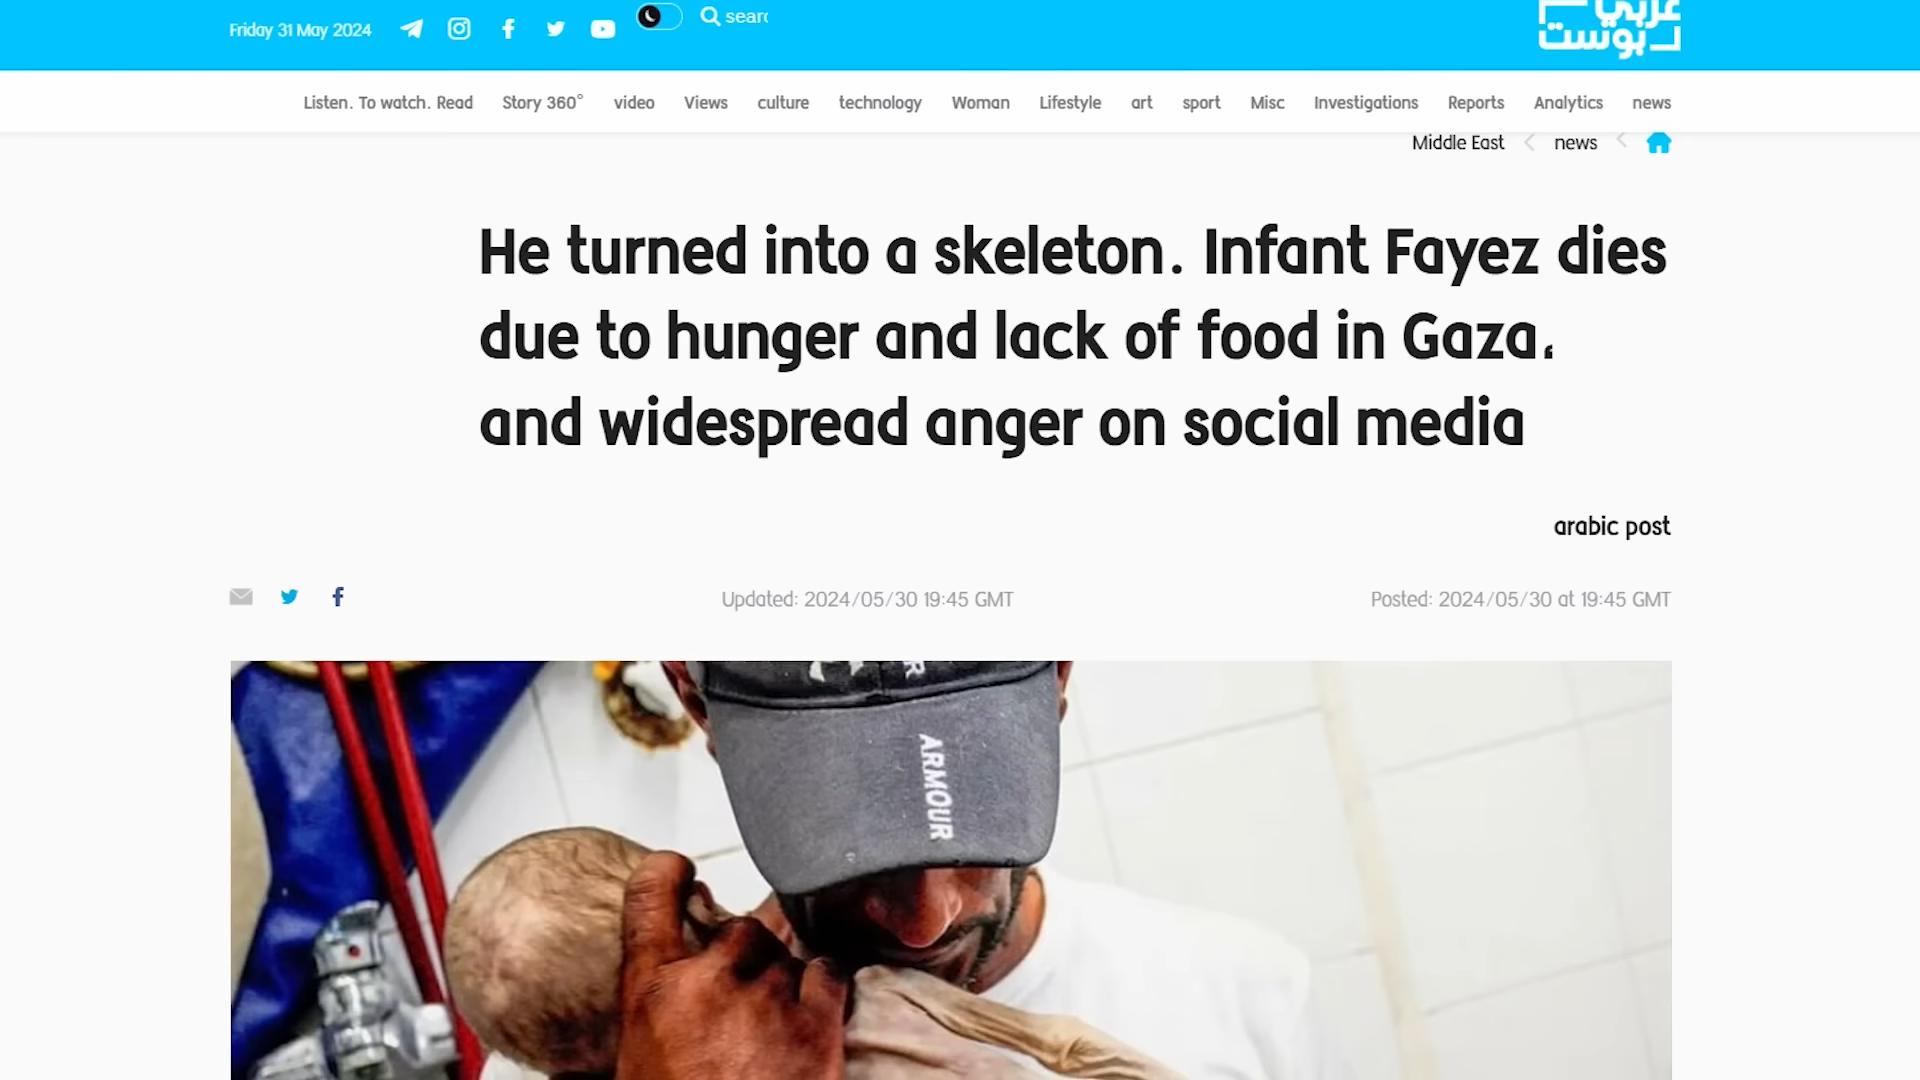 Friday 31 May 2024
searc
عربي
بوست
Listen. To watch. Read Story 360° video Views culture technology Woman Lifestyle art sport Misc Investigations Reports Analytics news
Middle East news
He turned into a skeleton. Infant Fayez dies
due to hunger and lack of food in Gaza،
and widespread anger on social media
arabic post
Updated: 2024/05/30 19:45 GMT Posted: 2024/05/30 at 19:45 GMT
ARMOUR